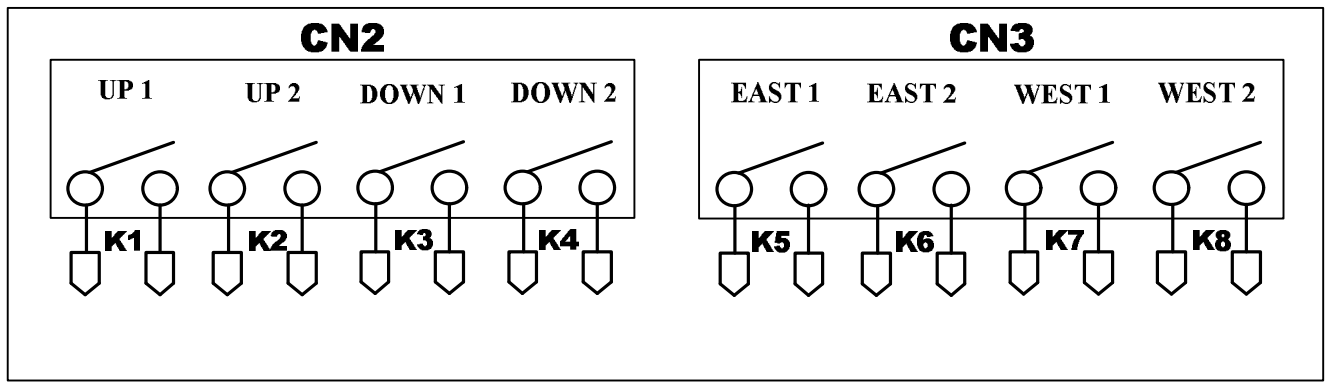 CN2 CN3
UP 1 UP 2 DOWN 1 DOWN 2 EAST 1 EAST 2 WEST 1 WEST 2
K1 K2 K3 K4 K5 K6 K7 K8